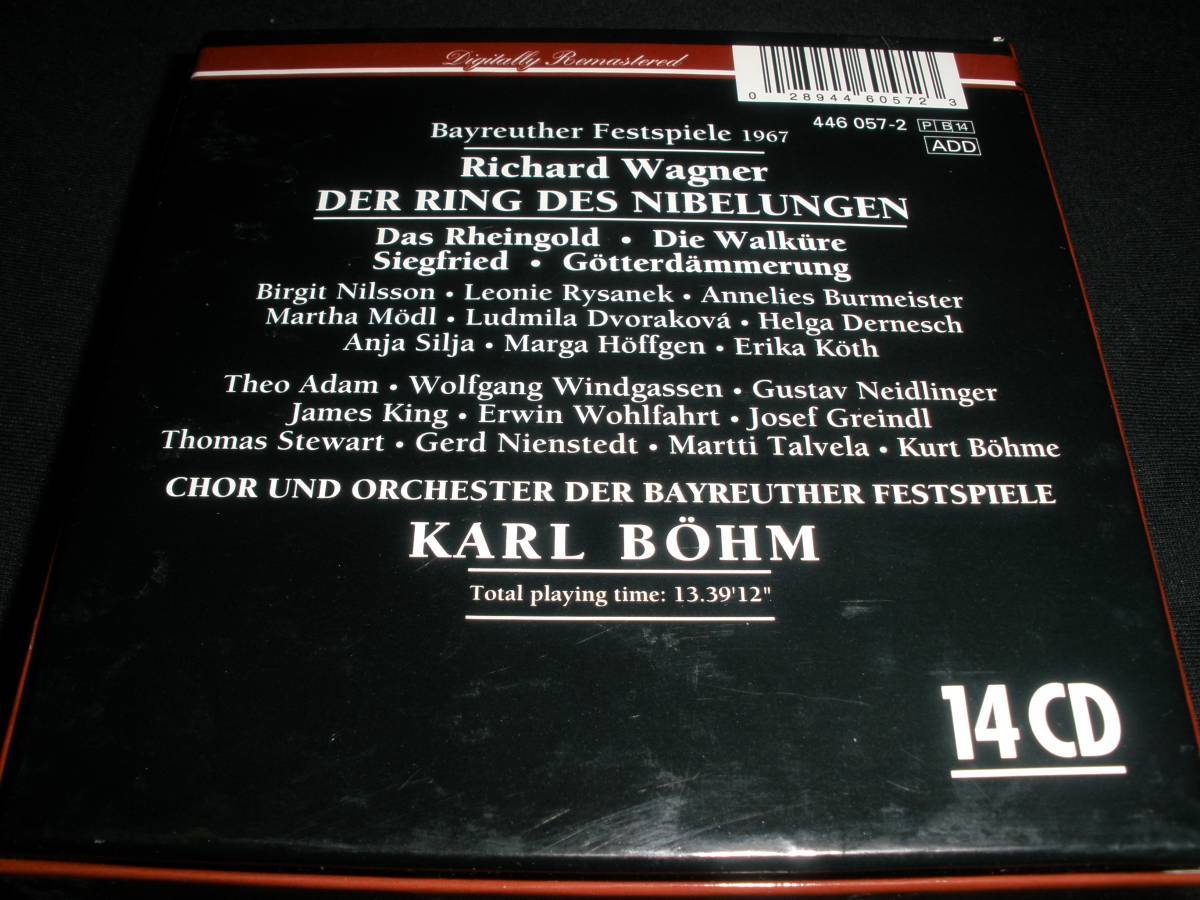 Digitally Remastered
0 28944 60572 3
446 057-2 P B 14
ADD
Bayreuther Festspiele 1967
Richard Wagner
DER RING DES NIBELUNGEN
Das Rheingold • Die Walküre
Siegfried • Götterdämmerung
Birgit Nilsson • Leonie Rysanek • Annelies Burmeister
Martha Mödl • Ludmila Dvoraková • Helga Dernesch
Anja Silja • Marga Höffgen • Erika Köth
Theo Adam • Wolfgang Windgassen • Gustav Neidlinger
James King • Erwin Wohlfahrt • Josef Greindl
Thomas Stewart • Gerd Nienstedt • Martti Talvela • Kurt Böhme
CHOR UND ORCHESTER DER BAYREUTHER FESTSPIELE
KARL BÖHM
Total playing time: 13.39'12"
14 CD